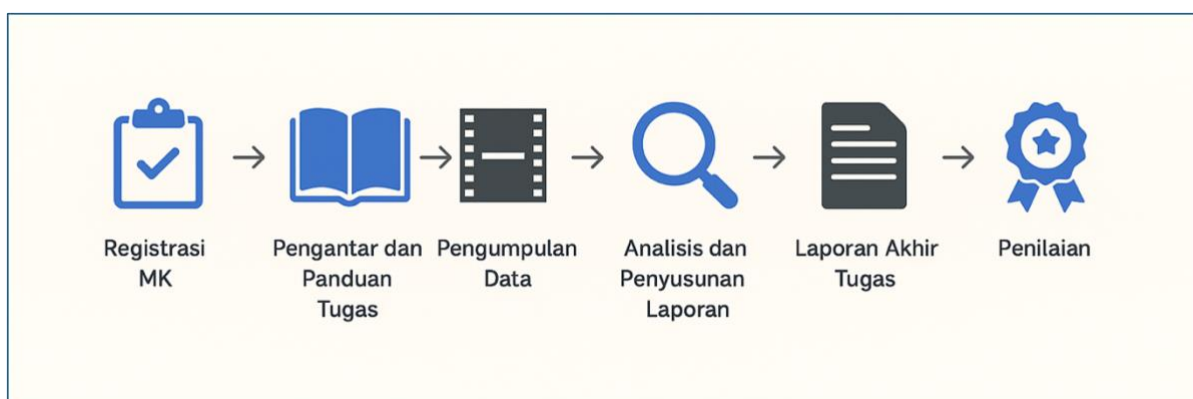 Registrasi
MK
Pengantar dan
Panduan
Tugas
Pengumpulan
Data
Analisis dan
Penyusunan
Laporan
Laporan Akhir
Tugas
Penilaian